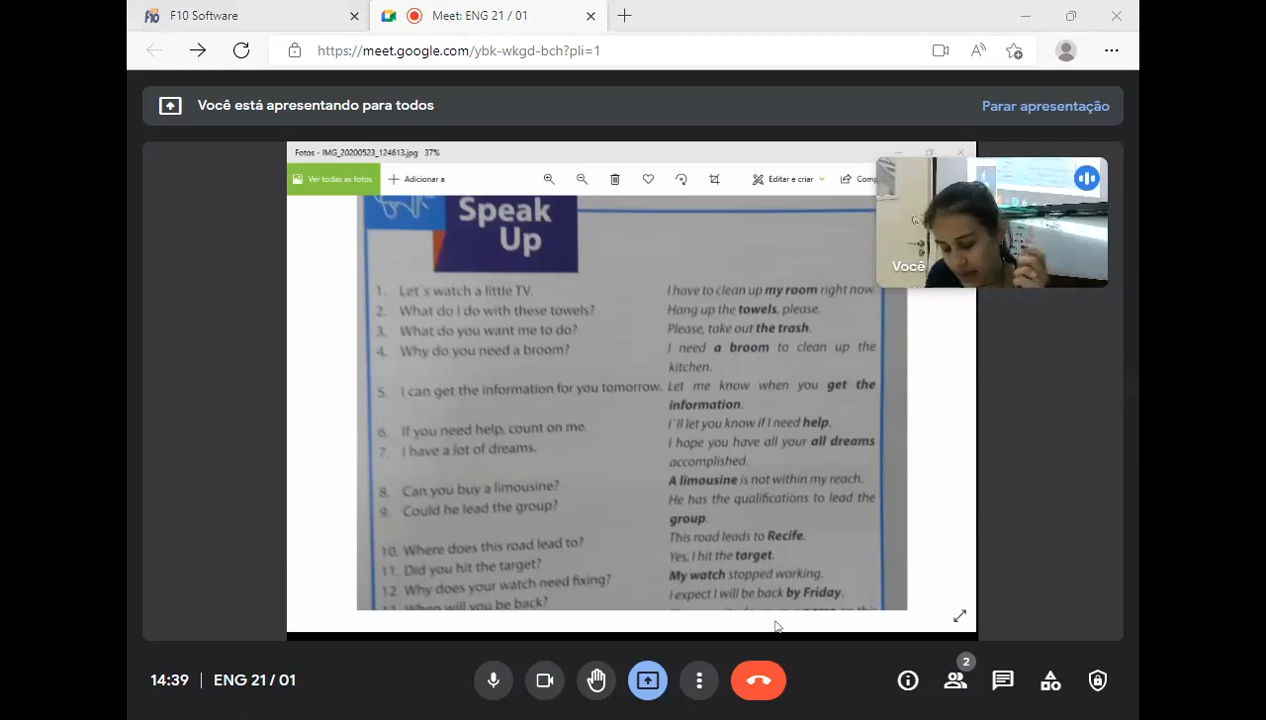 F10 Software
Meet: ENG 21 / 01
https://meet.google.com/ybk-wkgd-bch?pli=1
Você está apresentando para todos
Parar apresentação
Fotos - IMG_20200523_124613.jpg 37%
Ver todas as fotos
Adicionar a
Editar e criar
Comp
Você
Speak
Up
1. Let´s watch a little TV. I have to clean up my room right now.
2. What do I do with these towels? Hang up the towels, please.
3. What do you want me to do? Please, take out the trash.
4. Why do you need a broom? I need a broom to clean up the
kitchen.
5. I can get the information for you tomorrow. Let me know when you get the
information.
6. If you need help, count on me. I´ll let you know if I need help.
7. I have a lot of dreams. I hope you have all your all dreams
accomplished.
8. Can you buy a limousine? A limousine is not within my reach.
9. Could he lead the group? He has the qualifications to lead the
group.
10. Where does this road lead to? This road leads to Recife.
11. Did you hit the target? Yes, I hit the target.
12. Why does your watch need fixing? My watch stopped working.
13. When will you be back? I expect I will be back by Friday.
14:39 ENG 21 / 01
2